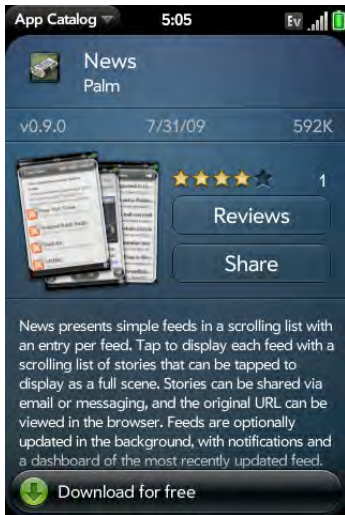 App Catalog 5:05 Ev
News
Palm
v0.9.0 7/31/09 592K
1
Reviews
Share
News presents simple feeds in a scrolling list with
an entry per feed. Tap to display each feed with a
scrolling list of stories that can be tapped to
display as a full scene. Stories can be shared via
email or messaging, and the original URL can be
viewed in the browser. Feeds are optionally
updated in the background, with notifications and
a dashboard of the most recently updated feed.
Download for free